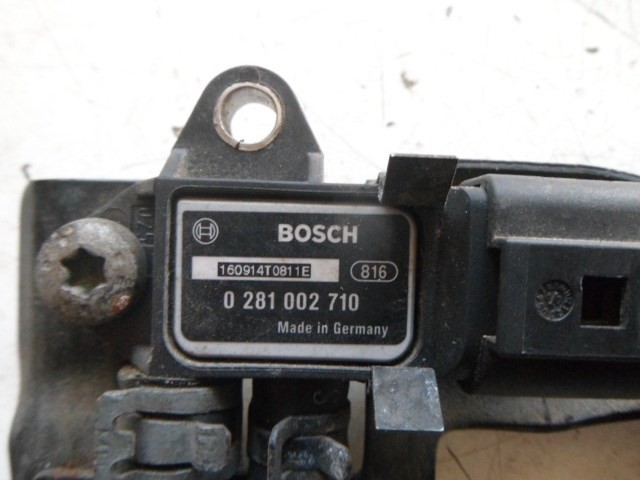 BOSCH
160914T0811E 816
0 281 002 710
Made in Germany